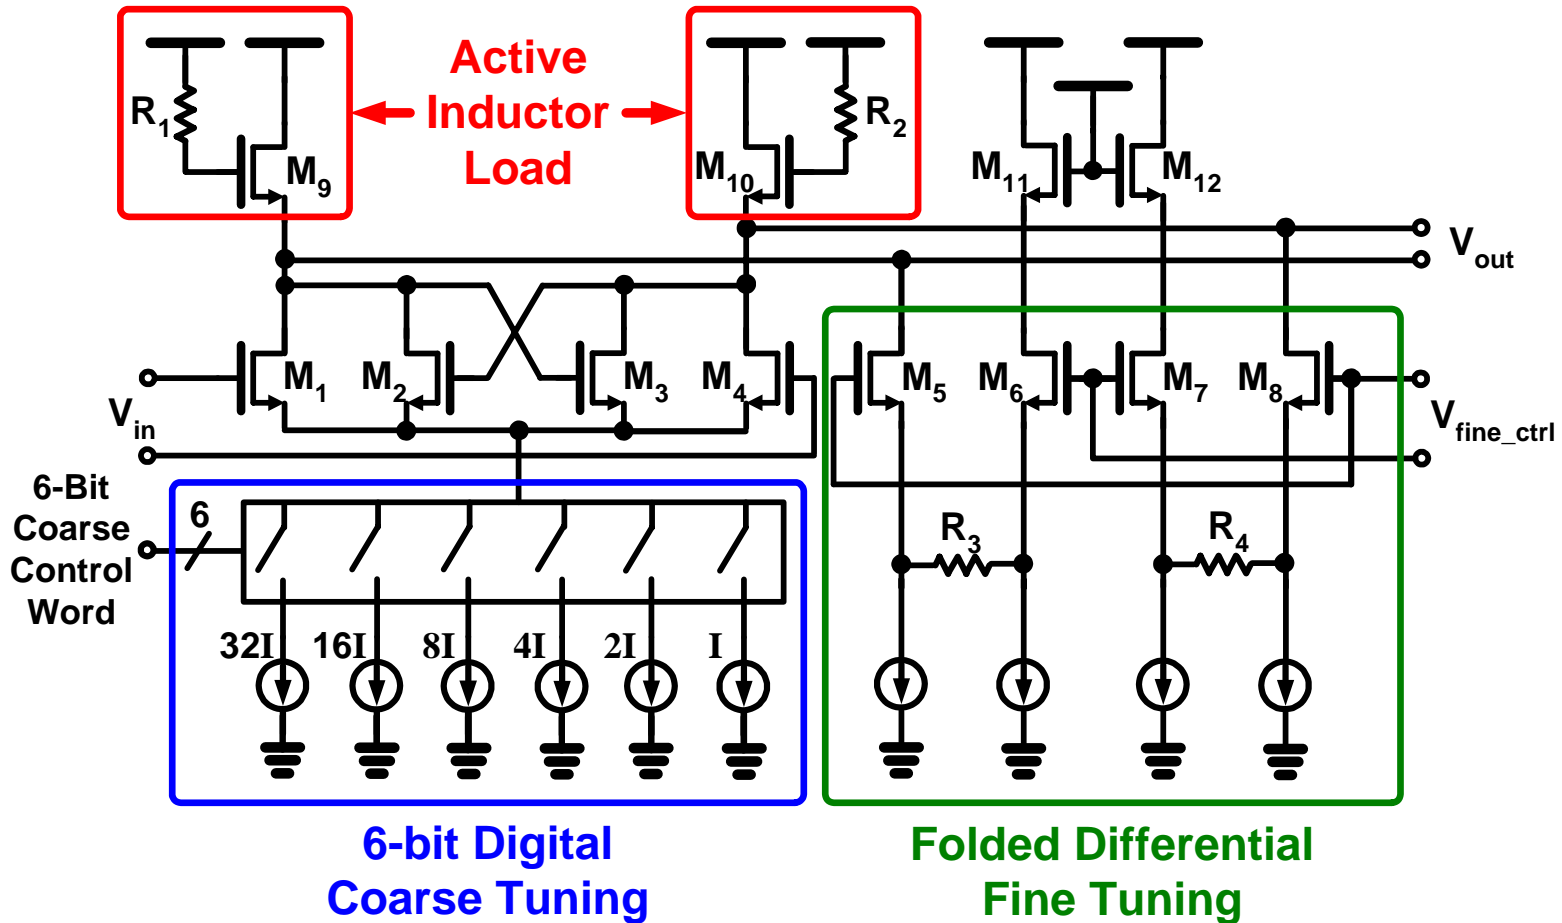 Active
Inductor
Load
R1
M9
M10
R2
M11
M12
Vout
M1
M2
M3
M4
M5
M6
M7
M8
Vin
Vfine_ctrl
6-Bit
Coarse
Control
Word
6
R3
R4
32I
16I
8I
4I
2I
I
6-bit Digital
Coarse Tuning
Folded Differential
Fine Tuning